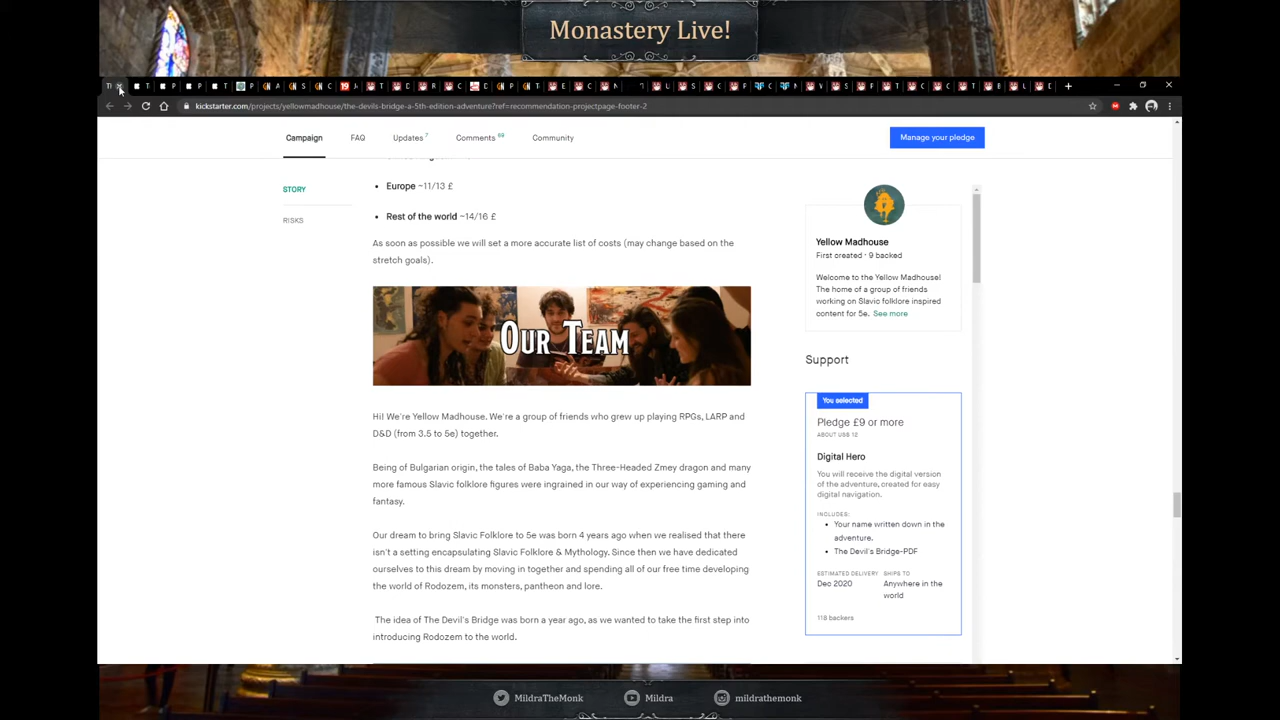 Monastery Live!
kickstarter.com/projects/yellowmadhouse/the-devils-bridge-a-5th-edition-adventure?ref=recommendation-projectpage-footer-2
Campaign
FAQ
Updates 7
Comments 69
Community
Manage your pledge
STORY
RISKS
• Europe ~11/13 £
• Rest of the world ~14/16 £
As soon as possible we will set a more accurate list of costs (may change based on the
stretch goals).
OUR TEAM
Hi! We're Yellow Madhouse. We're a group of friends who grew up playing RPGs, LARP and
D&D (from 3.5 to 5e) together.
Being of Bulgarian origin, the tales of Baba Yaga, the Three-Headed Zmey dragon and many
more famous Slavic folklore figures were ingrained in our way of experiencing gaming and
fantasy.
Our dream to bring Slavic Folklore to 5e was born 4 years ago when we realised that there
isn't a setting encapsulating Slavic Folklore & Mythology. Since then we have dedicated
ourselves to this dream by moving in together and spending all of our free time developing
the world of Rodozem, its monsters, pantheon and lore.
The idea of The Devil's Bridge was born a year ago, as we wanted to take the first step into
introducing Rodozem to the world.
Yellow Madhouse
First created · 9 backed
Welcome to the Yellow Madhouse!
The home of a group of friends
working on Slavic folklore inspired
content for 5e. See more
Support
You selected
Pledge £9 or more
ABOUT US$ 12
Digital Hero
You will receive the digital version
of the adventure, created for easy
digital navigation.
INCLUDES:
• Your name written down in the
adventure.
• The Devil's Bridge-PDF
ESTIMATED DELIVERY
Dec 2020
SHIPS TO
Anywhere in the
world
118 backers
MildraTheMonk
Mildra
mildrathemonk